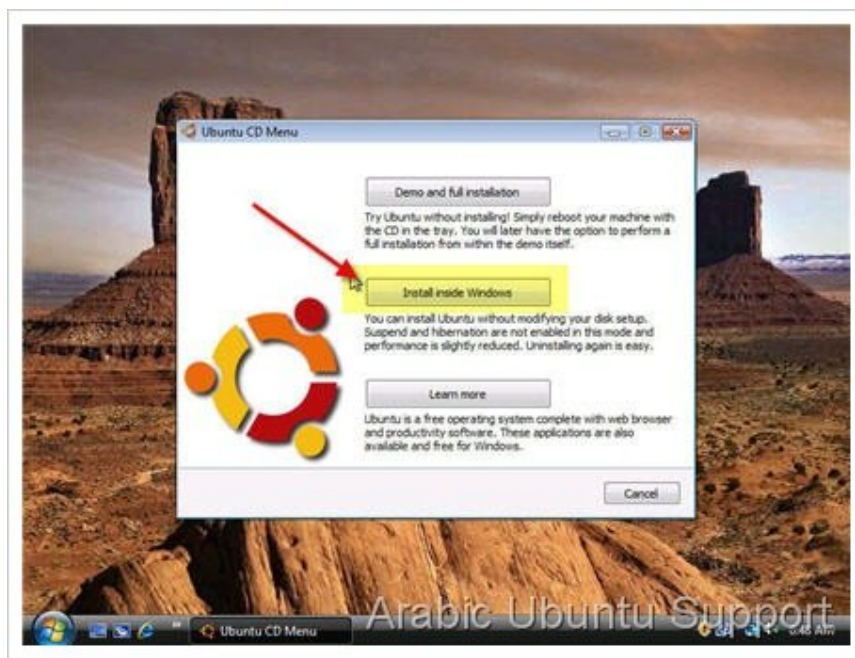 Ubuntu CD Menu
Demo and full installation
Try Ubuntu without installing! Simply reboot your machine with
the CD in the tray. You will later have the option to perform a
full installation from within the demo itself.
Install inside Windows
You can install Ubuntu without modifying your disk setup.
Suspend and hibernation are not enabled in this mode and
performance is slightly reduced. Uninstalling again is easy.
Learn more
Ubuntu is a free operating system complete with web browser
and productivity software. These applications are also
available and free for Windows.
Cancel
Arabic Ubuntu Support
Ubuntu CD Menu